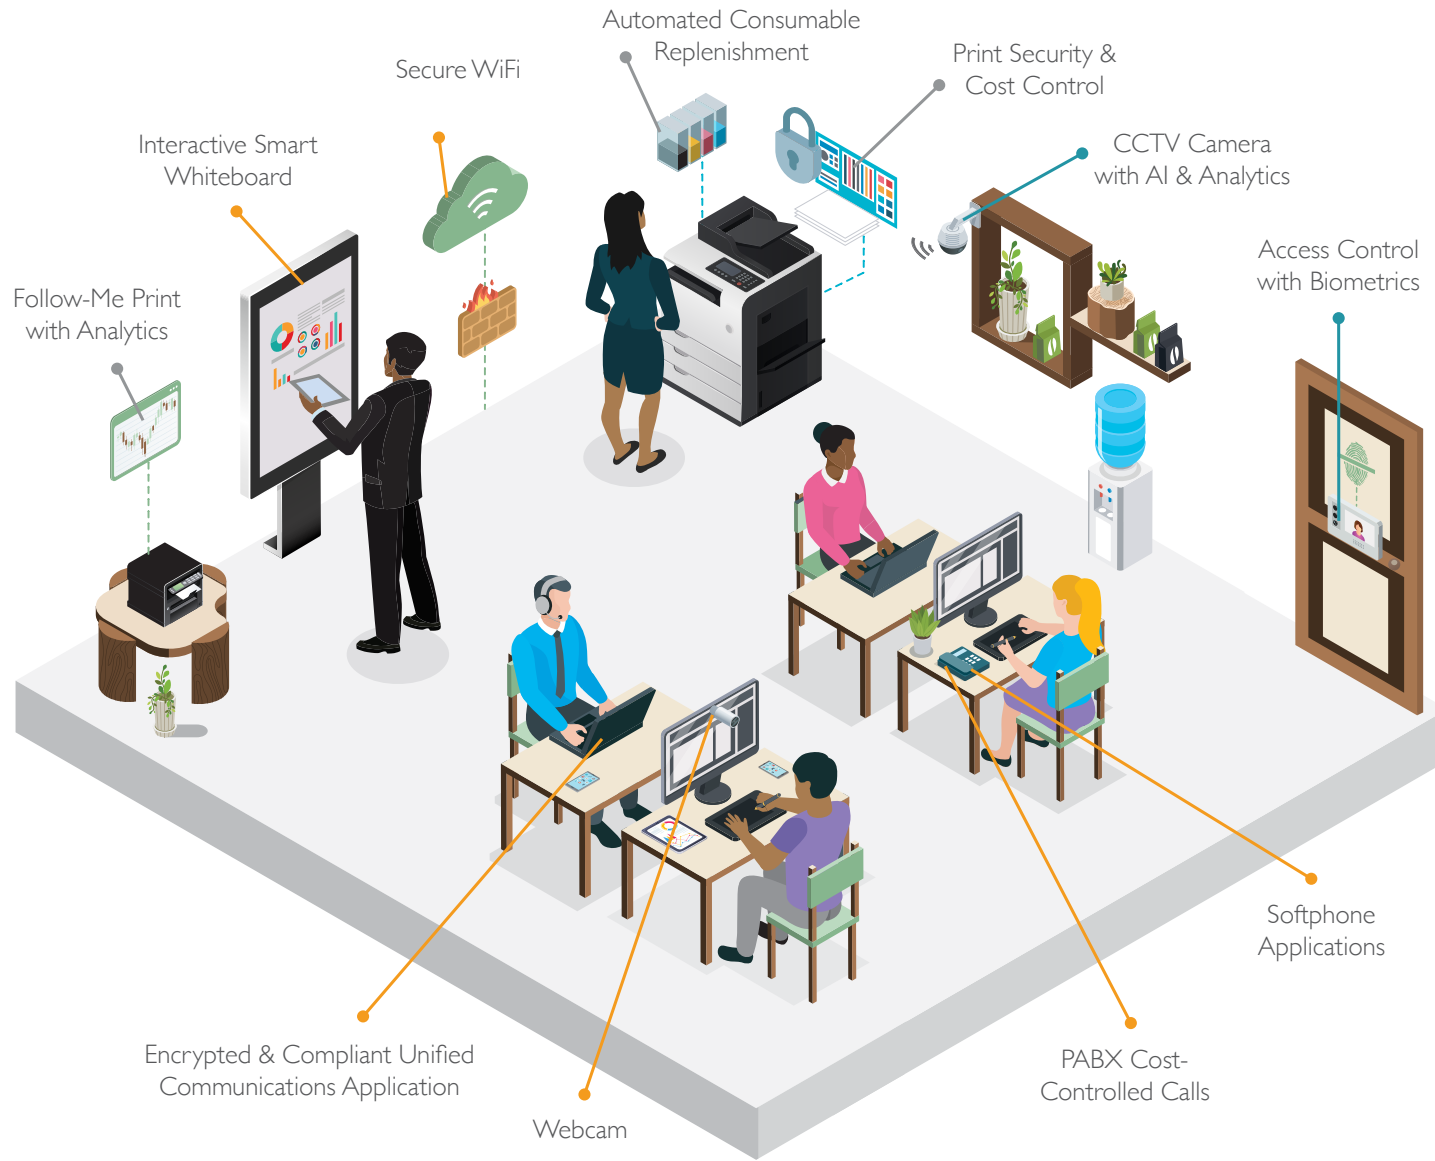 Automated Consumable
Replenishment
Print Security &
Cost Control
Secure WiFi
CCTV Camera
with AI & Analytics
Interactive Smart
Whiteboard
Access Control
with Biometrics
Follow-Me Print
with Analytics
Softphone
Applications
Encrypted & Compliant Unified
Communications Application
PABX Cost-
Controlled Calls
Webcam